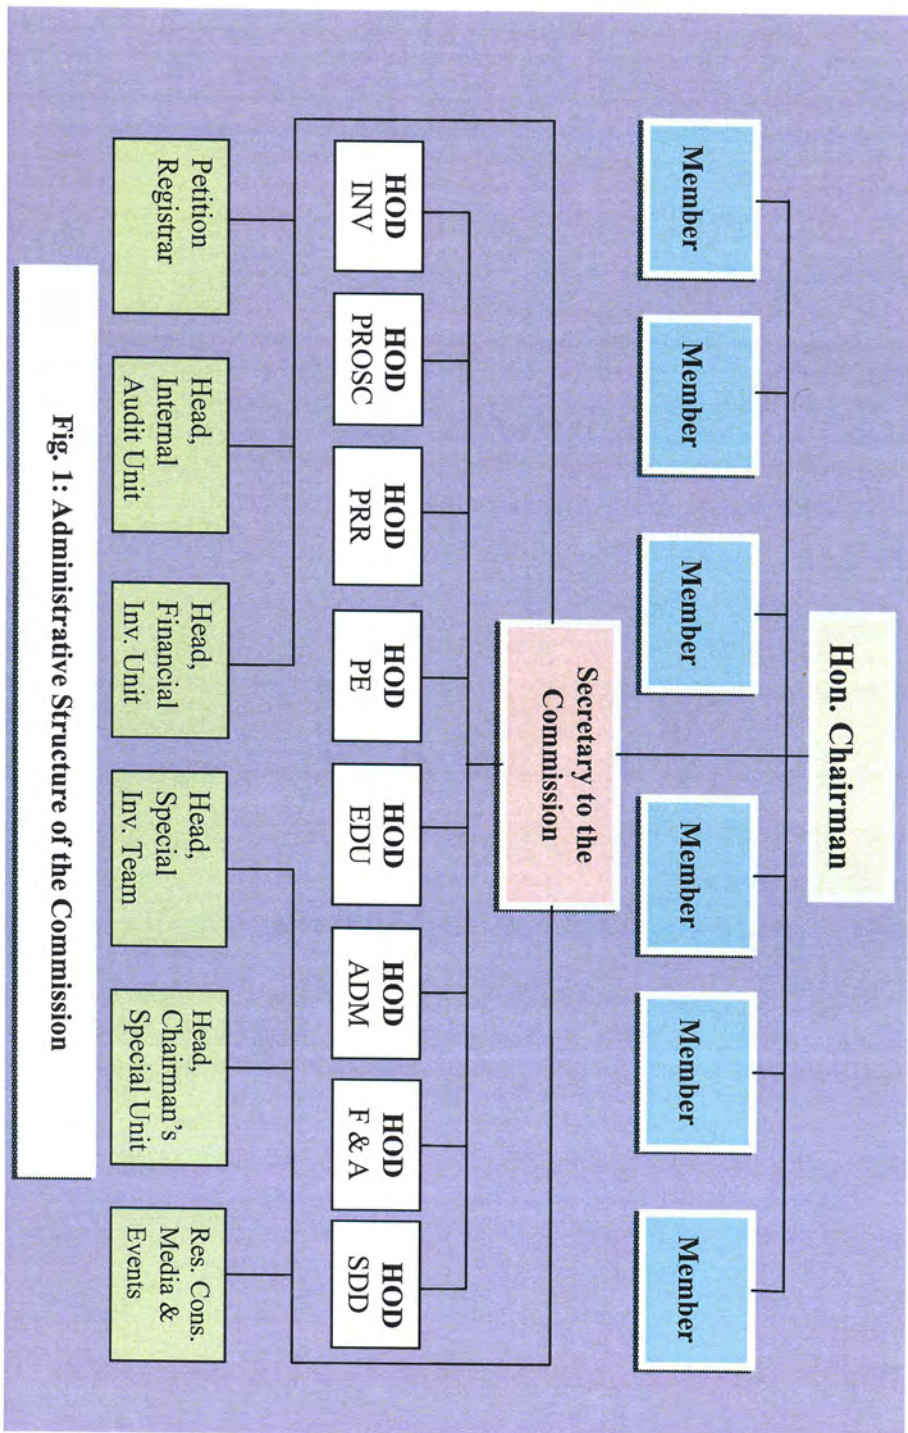 Hon. Chairman
Member
Member
Member
Member
Member
Member
Secretary to the
Commission
HOD
INV
HOD
PROSC
HOD
PRR
HOD
PE
HOD
EDU
HOD
ADM
HOD
F & A
HOD
SDD
Petition
Registrar
Head,
Internal
Audit Unit
Head,
Financial
Inv. Unit
Head,
Special
Inv. Team
Head,
Chairman's
Special Unit
Res. Cons.
Media &
Events
Fig. 1: Administrative Structure of the Commission